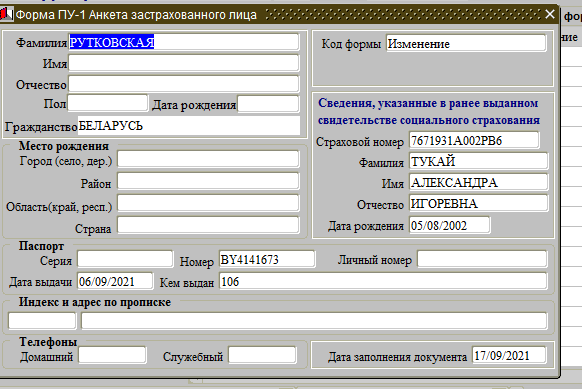 Форма ПУ-1 Анкета застрахованного лица
Фамилия РУТКОВСКАЯ
Имя
Отчество
Пол Дата рождения
Гражданство БЕЛАРУСЬ
Место рождения
Город (село, дер.)
Район
Область(край, респ.)
Страна
Код формы Изменение
Сведения, указанные в ранее выданном
свидетельстве социального страхования
Страховой номер 7671931A002PB6
Фамилия ТУКАЙ
Имя АЛЕКСАНДРА
Отчество ИГОРЕВНА
Дата рождения 05/08/2002
Паспорт
Серия Номер BY4141673 Личный номер
Дата выдачи 06/09/2021 Кем выдан 106
Индекс и адрес по прописке
Телефоны
Домашний Служебный
Дата заполнения документа 17/09/2021
фор
ние